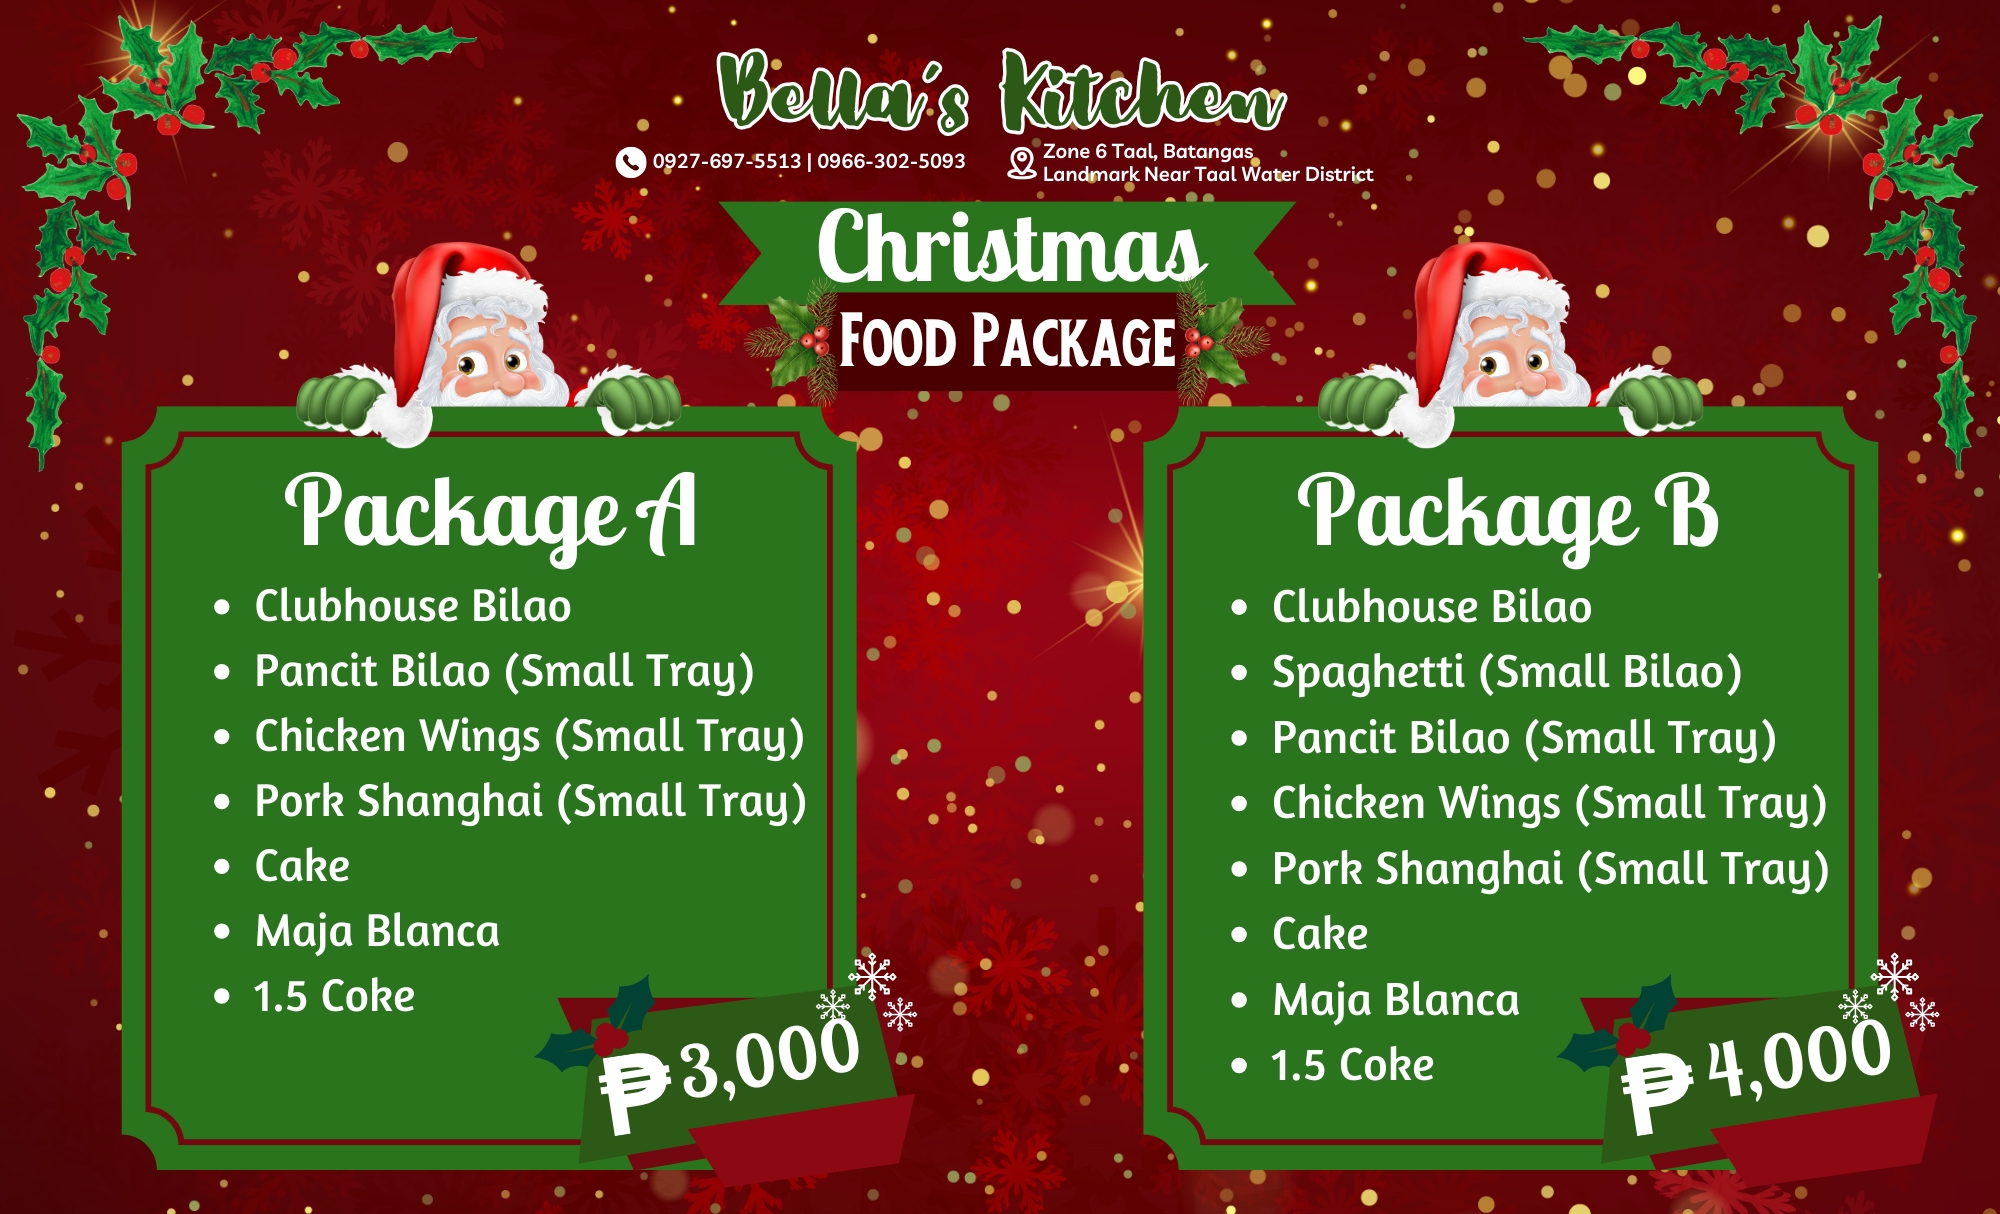 Bella's Kitchen
0927-697-5513 | 0966-302-5093
Zone 6 Taal, Batangas
Landmark Near Taal Water District
Christmas
Food Package
Package A
• Clubhouse Bilao
• Pancit Bilao (Small Tray)
• Chicken Wings (Small Tray)
• Pork Shanghai (Small Tray)
• Cake
• Maja Blanca
• 1.5 Coke
₱3,000
Package B
• Clubhouse Bilao
• Spaghetti (Small Bilao)
• Pancit Bilao (Small Tray)
• Chicken Wings (Small Tray)
• Pork Shanghai (Small Tray)
• Cake
• Maja Blanca
• 1.5 Coke
₱4,000